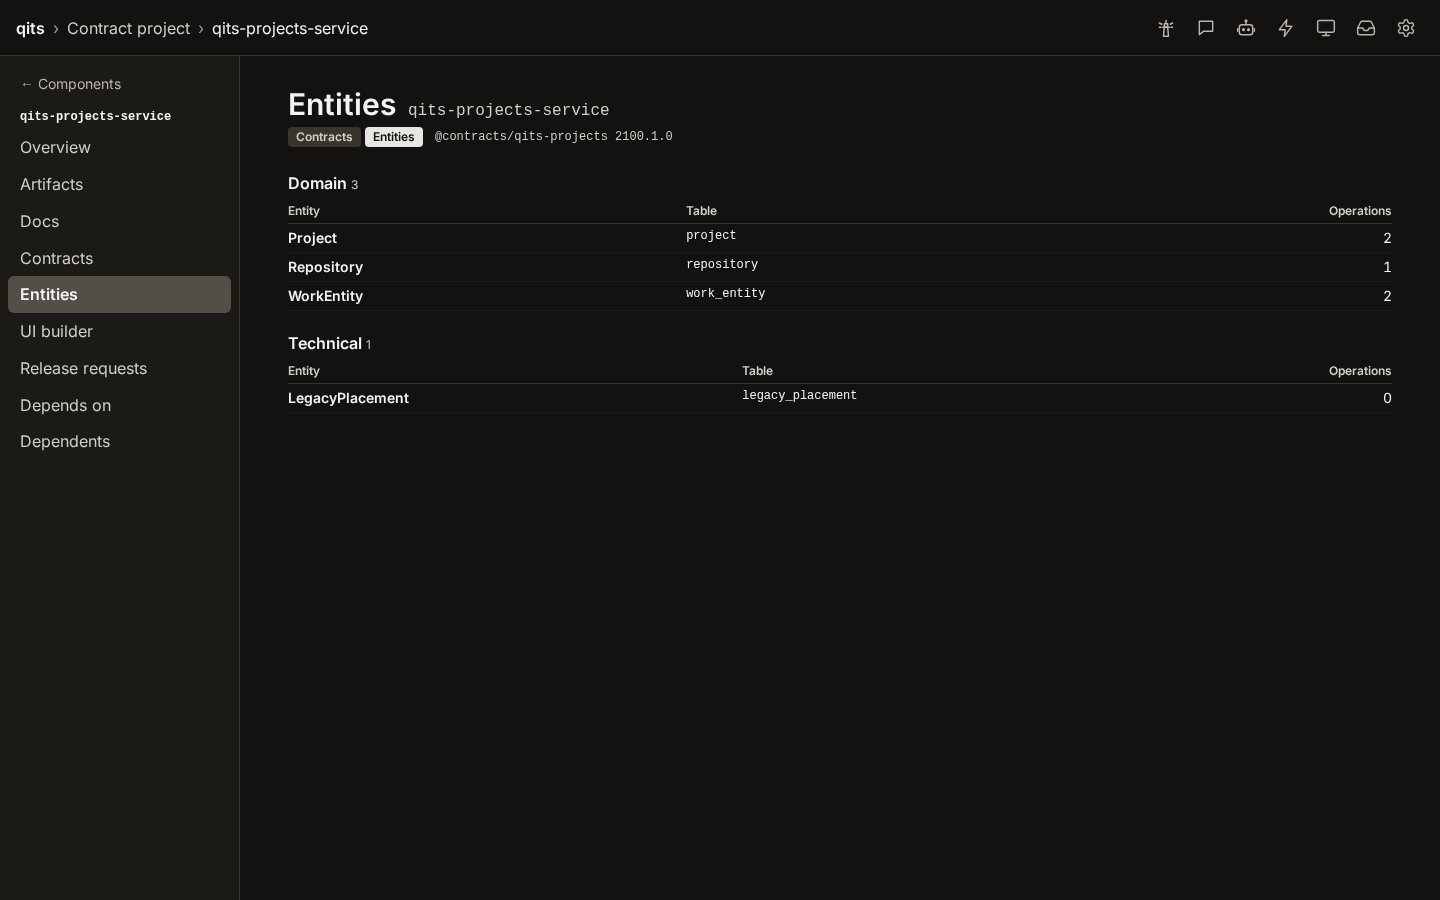 qits › Contract project › qits-projects-service
← Components
qits-projects-service
Overview
Artifacts
Docs
Contracts
Entities
UI builder
Release requests
Depends on
Dependents
Entities qits-projects-service
Contracts Entities @contracts/qits-projects 2100.1.0
Domain 3
Entity Table Operations
Project project 2
Repository repository 1
WorkEntity work_entity 2
Technical 1
Entity Table Operations
LegacyPlacement legacy_placement 0